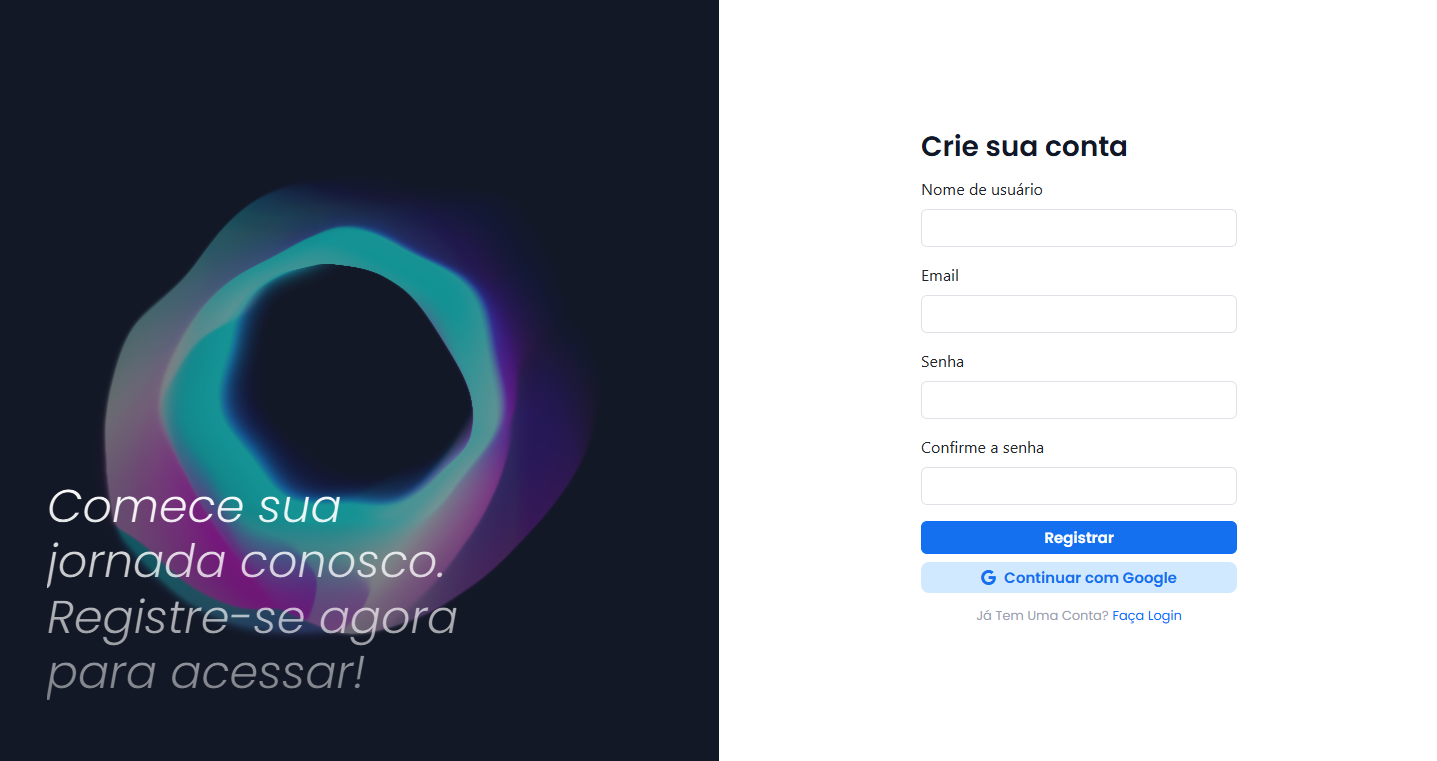 Comece sua
jornada conosco.
Registre-se agora
para acessar!
Crie sua conta
Nome de usuário
Email
Senha
Confirme a senha
Registrar
Continuar com Google
Já Tem Uma Conta? Faça Login